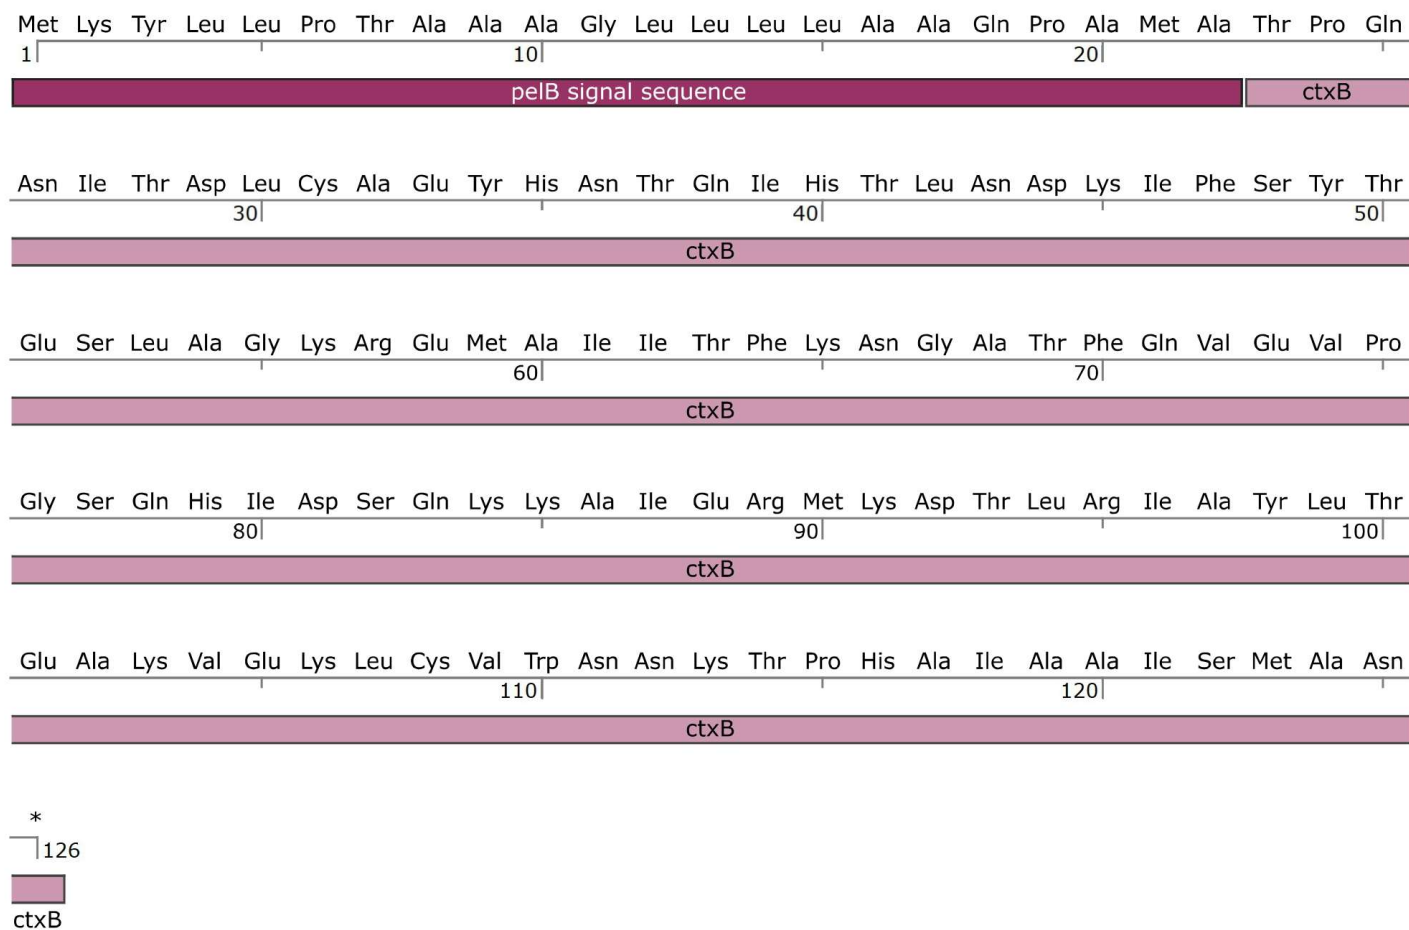 Met Lys Tyr Leu Leu Pro Thr Ala Ala Ala Gly Leu Leu Leu Leu Ala Ala Gln Pro Ala Met Ala Thr Pro Gln
1 10 20
pelB signal sequence ctxB
Asn Ile Thr Asp Leu Cys Ala Glu Tyr His Asn Thr Gln Ile His Thr Leu Asn Asp Lys Ile Phe Ser Tyr Thr
30 40 50
ctxB
Glu Ser Leu Ala Gly Lys Arg Glu Met Ala Ile Ile Thr Phe Lys Asn Gly Ala Thr Phe Gln Val Glu Val Pro
60 70
ctxB
Gly Ser Gln His Ile Asp Ser Gln Lys Lys Ala Ile Glu Arg Met Lys Asp Thr Leu Arg Ile Ala Tyr Leu Thr
80 90 100
ctxB
Glu Ala Lys Val Glu Lys Leu Cys Val Trp Asn Asn Lys Thr Pro His Ala Ile Ala Ala Ile Ser Met Ala Asn
110 120
ctxB
*
126
ctxB